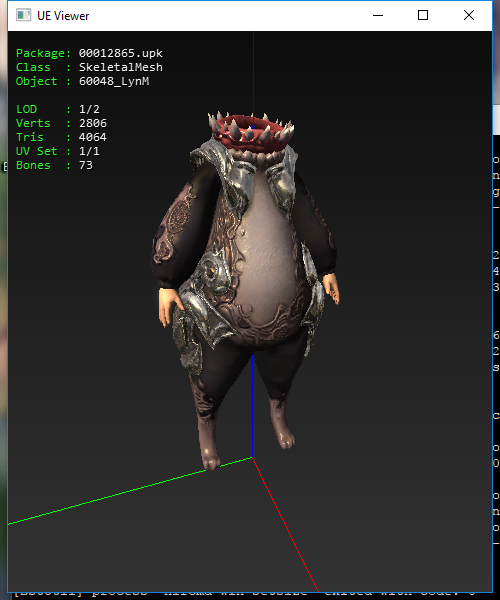 UE Viewer
Package: 00012865.upk
Class : SkeletalMesh
Object : 60048_LynM
LOD : 1/2
Verts : 2806
Tris : 4064
UV Set : 1/1
Bones : 73